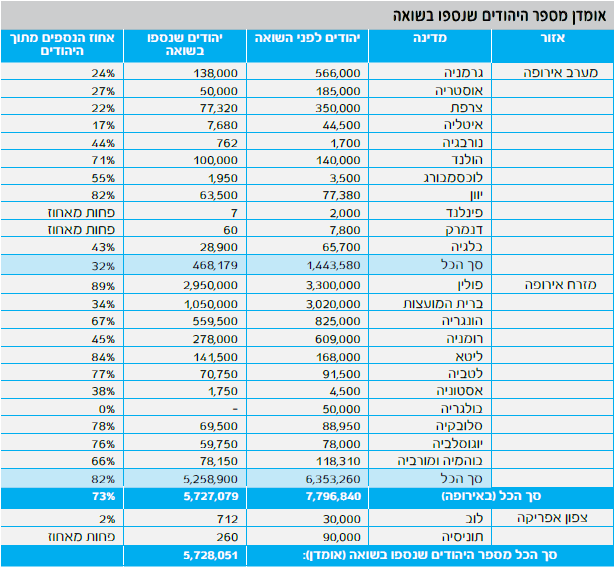 אומדן מספר היהודים שנספו בשואה
אזור מדינה יהודים לפני השואה יהודים שנספו בשואה אחוז הנספים מתוך היהודים
מערב אירופה גרמניה 566,000 138,000 24%
אוסטריה 185,000 50,000 27%
צרפת 350,000 77,320 22%
איטליה 44,500 7,680 17%
נורבגיה 1,700 762 44%
הולנד 140,000 100,000 71%
לוכסמבורג 3,500 1,950 55%
יוון 77,380 63,500 82%
פינלנד 2,000 7 פחות מאחוז
דנמרק 7,800 60 פחות מאחוז
בלגיה 65,700 28,900 43%
סך הכל 1,443,580 468,179 32%
מזרח אירופה פולין 3,300,000 2,950,000 89%
ברית המועצות 3,020,000 1,050,000 34%
הונגריה 825,000 559,500 67%
רומניה 609,000 278,000 45%
ליטא 168,000 141,500 84%
לטביה 91,500 70,750 77%
אסטוניה 4,500 1,750 38%
בולגריה 50,000 - 0%
סלובקיה 88,950 69,500 78%
יוגוסלביה 78,000 59,750 76%
בוהמיה ומורביה 118,310 78,150 66%
סך הכל 6,353,260 5,258,900 82%
סך הכל (באירופה) 7,796,840 5,727,079 73%
צפון אפריקה לוב 30,000 712 2%
תוניסיה 90,000 260 פחות מאחוז
סך הכל מספר היהודים שנספו בשואה (אומדן): 5,728,051